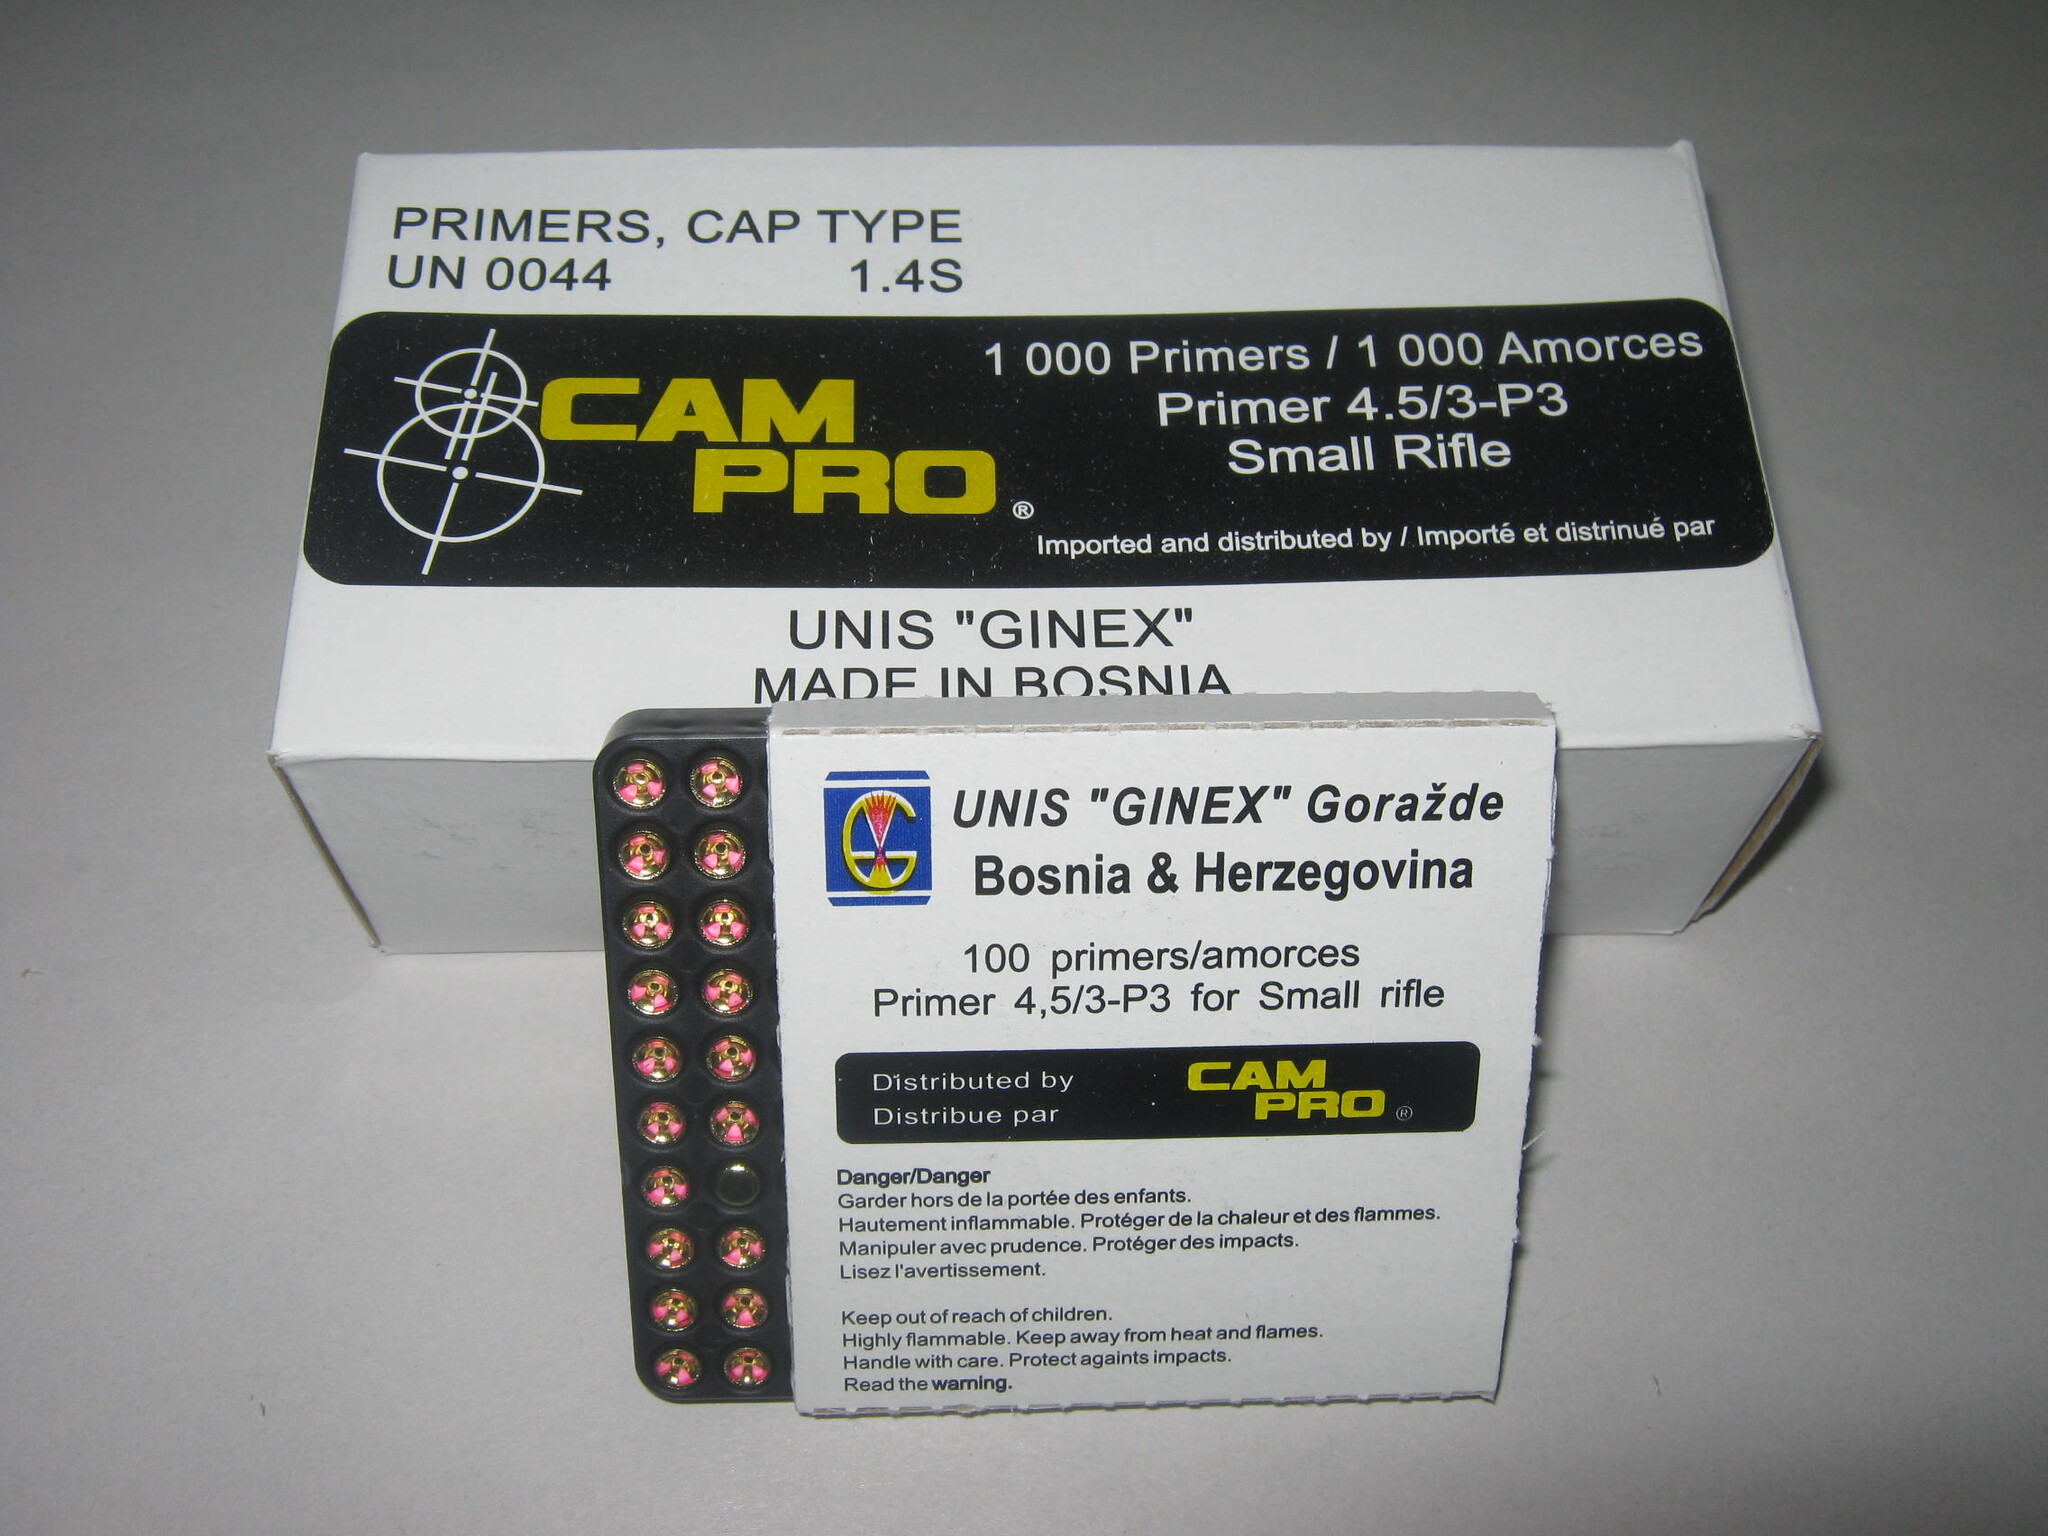 PRIMERS, CAP TYPE
UN 0044 1.4S
CAM
PRO ®
1 000 Primers / 1 000 Amorces
Primer 4.5/3-P3
Small Rifle
Imported and distributed by / Importé et distrinué par
UNIS "GINEX"
MADE IN BOSNIA
UNIS "GINEX" Goražde
Bosnia & Herzegovina
100 primers/amorces
Primer 4,5/3-P3 for Small rifle
Distributed by
Distribue par
CAM
PRO ®
Danger/Danger
Garder hors de la portée des enfants.
Hautement inflammable. Protéger de la chaleur et des flammes.
Manipuler avec prudence. Protéger des impacts.
Lisez l'avertissement.
Keep out of reach of children.
Highly flammable. Keep away from heat and flames.
Handle with care. Protect againts impacts.
Read the warning.